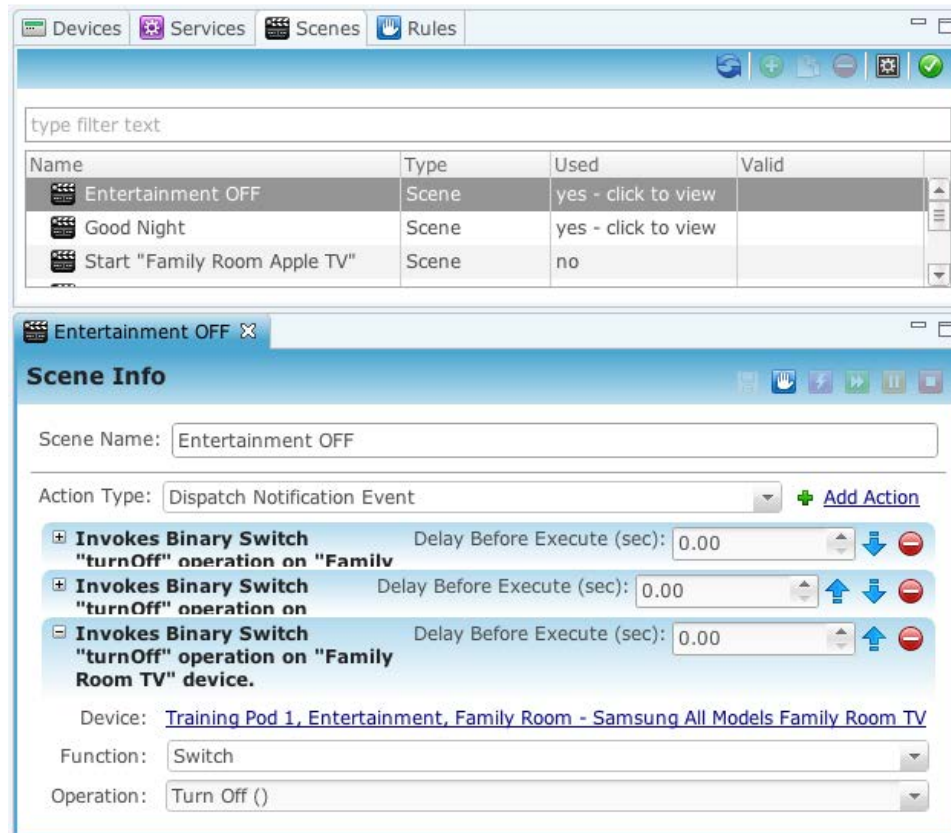 Devices Services Scenes Rules
type filter text
Name Type Used Valid
Entertainment OFF Scene yes - click to view
Good Night Scene yes - click to view
Start "Family Room Apple TV" Scene no
Entertainment OFF
Scene Info
Scene Name: Entertainment OFF
Action Type: Dispatch Notification Event Add Action
Invokes Binary Switch Delay Before Execute (sec): 0.00
"turnOff" operation on "Family
Invokes Binary Switch Delay Before Execute (sec): 0.00
"turnOff" operation on
Invokes Binary Switch Delay Before Execute (sec): 0.00
"turnOff" operation on "Family
Room TV" device.
Device: Training Pod 1, Entertainment, Family Room - Samsung All Models Family Room TV
Function: Switch
Operation: Turn Off ()